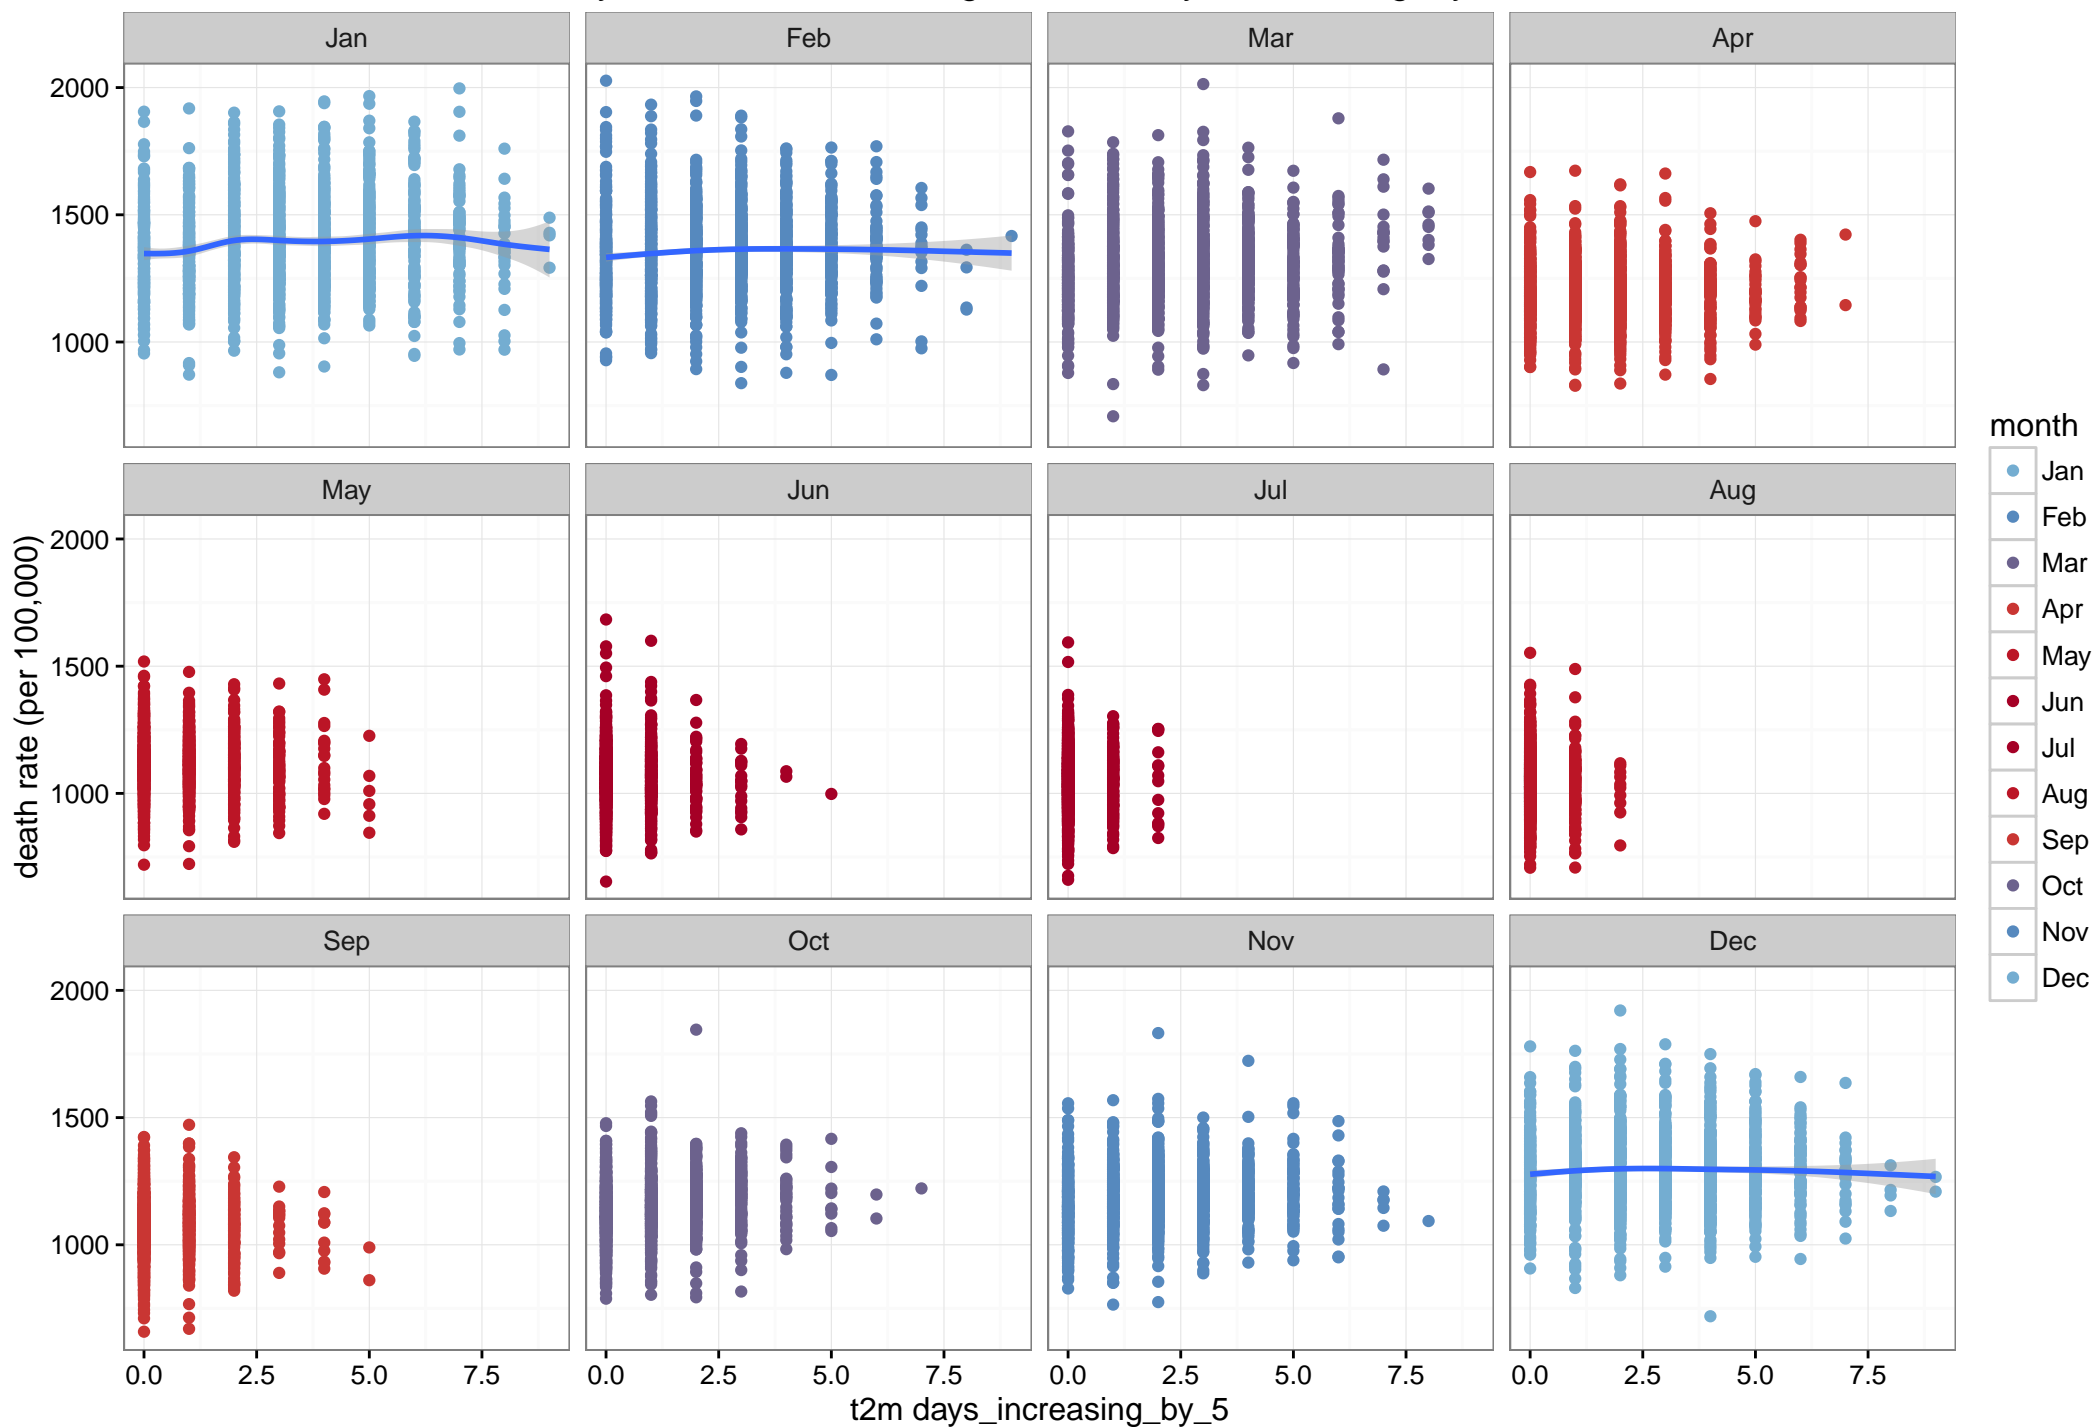 Jan Feb Mar Apr
2000
1500
1000
month
Jan
Feb
Mar
Apr
May
Jun
Jul
Aug
Sep
Oct
Nov
Dec
May Jun Jul Aug
2000
1500
1000
death rate (per 100,000)
Sep Oct Nov Dec
2000
1500
1000
0.0 2.5 5.0 7.5 0.0 2.5 5.0 7.5 0.0 2.5 5.0 7.5 0.0 2.5 5.0 7.5
t2m days_increasing_by_5